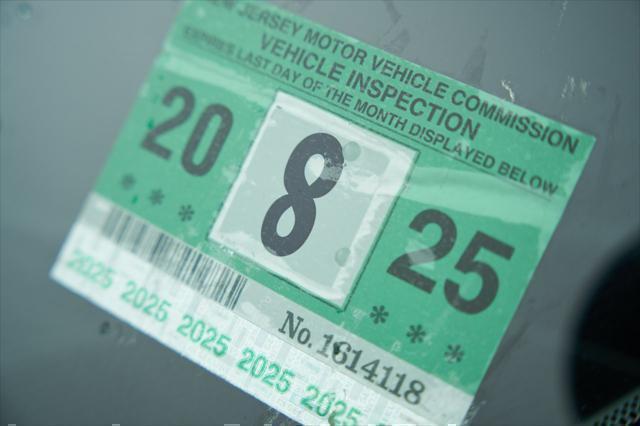 NEW JERSEY MOTOR VEHICLE COMMISSION
VEHICLE INSPECTION
EXPIRES LAST DAY OF THE MONTH DISPLAYED BELOW
20 8 25
* * * * * *
No. 1614118
2025 2025 2025 2025 2025